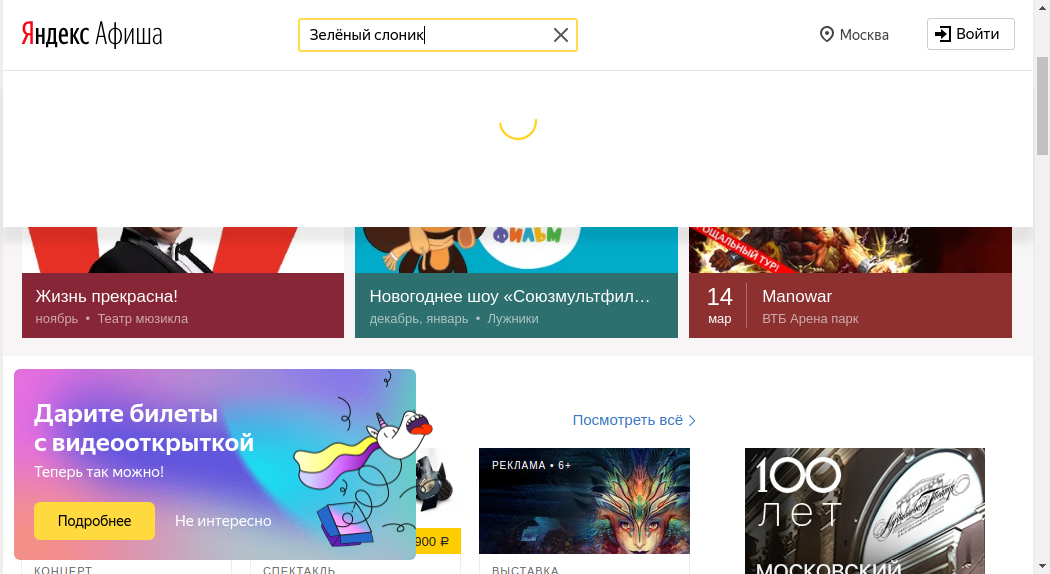 Яндекс Афиша
Зелёный слоник
Москва
Войти
ФИЛЬМ
ОЩАЛЬНЫЙ ТУР!
Жизнь прекрасна!
ноябрь • Театр мюзикла
Новогоднее шоу «Союзмультфил...
декабрь, январь • Лужники
14
мар
Manowar
ВТБ Арена парк
Дарите билеты
с видеооткрыткой
Теперь так можно!
Подробнее
Не интересно
Посмотреть всё
900 ₽
РЕКЛАМА • 6+
100
ЛЕТ
МОСКОВСКИЙ
КОНЦЕРТ
СПЕКТАКЛЬ
ВЫСТАВКА